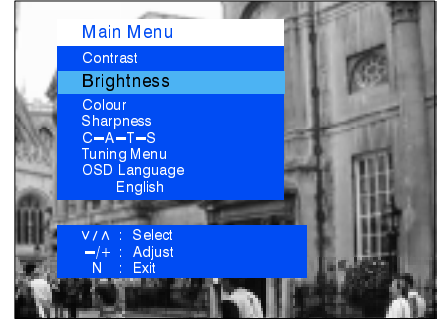 Main Menu
Contrast
Brightness
Colour
Sharpness
C–A–T–S
Tuning Menu
OSD Language
English
∨/∧ : Select
–/+ : Adjust
N : Exit